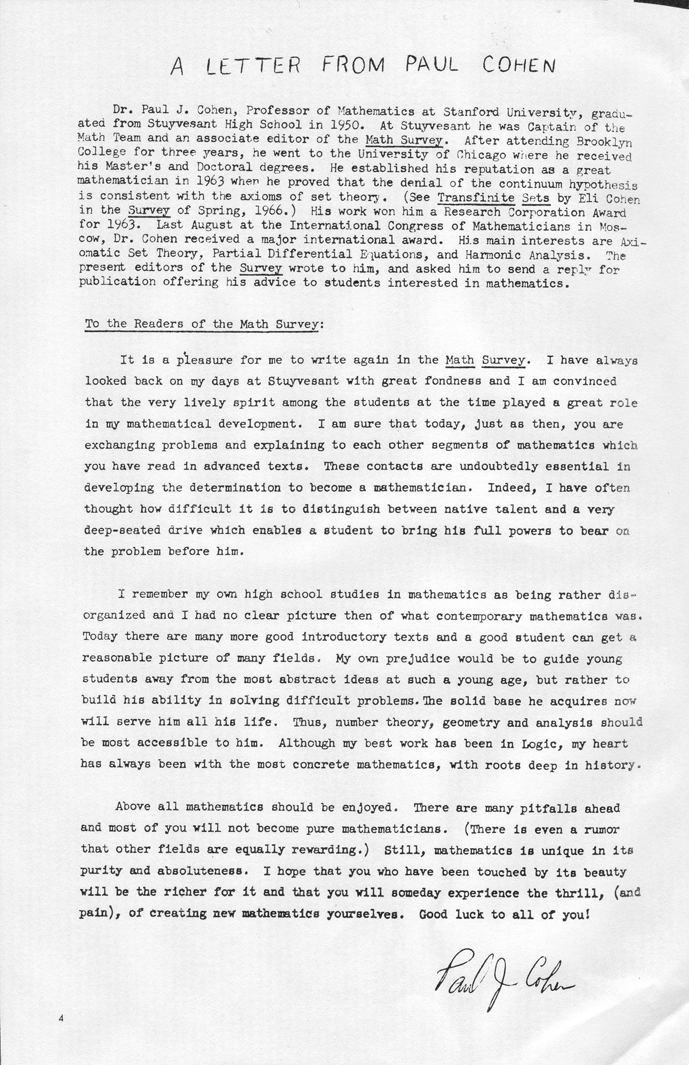 A LETTER FROM PAUL COHEN
Dr. Paul J. Cohen, Professor of Mathematics at Stanford University, gradu-
ated from Stuyvesant High School in 1950. At Stuyvesant he was Captain of the
Math Team and an associate editor of the Math Survey. After attending Brooklyn
College for three years, he went to the University of Chicago where he received
his Master's and Doctoral degrees. He established his reputation as a great
mathematician in 1963 when he proved that the denial of the continuum hypothesis
is consistent with the axioms of set theory. (See Transfinite Sets by Eli Cohen
in the Survey of Spring, 1966.) His work won him a Research Corporation Award
for 1963. Last August at the International Congress of Mathematicians in Mos-
cow, Dr. Cohen received a major international award. His main interests are Axi-
omatic Set Theory, Partial Differential Equations, and Harmonic Analysis. The
present editors of the Survey wrote to him, and asked him to send a reply for
publication offering his advice to students interested in mathematics.
To the Readers of the Math Survey:
It is a pleasure for me to write again in the Math Survey. I have always
looked back on my days at Stuyvesant with great fondness and I am convinced
that the very lively spirit among the students at the time played a great role
in my mathematical development. I am sure that today, just as then, you are
exchanging problems and explaining to each other segments of mathematics which
you have read in advanced texts. These contacts are undoubtedly essential in
developing the determination to become a mathematician. Indeed, I have often
thought how difficult it is to distinguish between native talent and a very
deep-seated drive which enables a student to bring his full powers to bear on
the problem before him.
I remember my own high school studies in mathematics as being rather dis-
organized and I had no clear picture then of what contemporary mathematics was.
Today there are many more good introductory texts and a good student can get a
reasonable picture of many fields. My own prejudice would be to guide young
students away from the most abstract ideas at such a young age, but rather to
build his ability in solving difficult problems. The solid base he acquires now
will serve him all his life. Thus, number theory, geometry and analysis should
be most accessible to him. Although my best work has been in Logic, my heart
has always been with the most concrete mathematics, with roots deep in history.
Above all mathematics should be enjoyed. There are many pitfalls ahead
and most of you will not become pure mathematicians. (There is even a rumor
that other fields are equally rewarding.) Still, mathematics is unique in its
purity and absoluteness. I hope that you who have been touched by its beauty
will be the richer for it and that you will someday experience the thrill, (and
pain), of creating new mathematics yourselves. Good luck to all of you!
Paul J Cohen
4